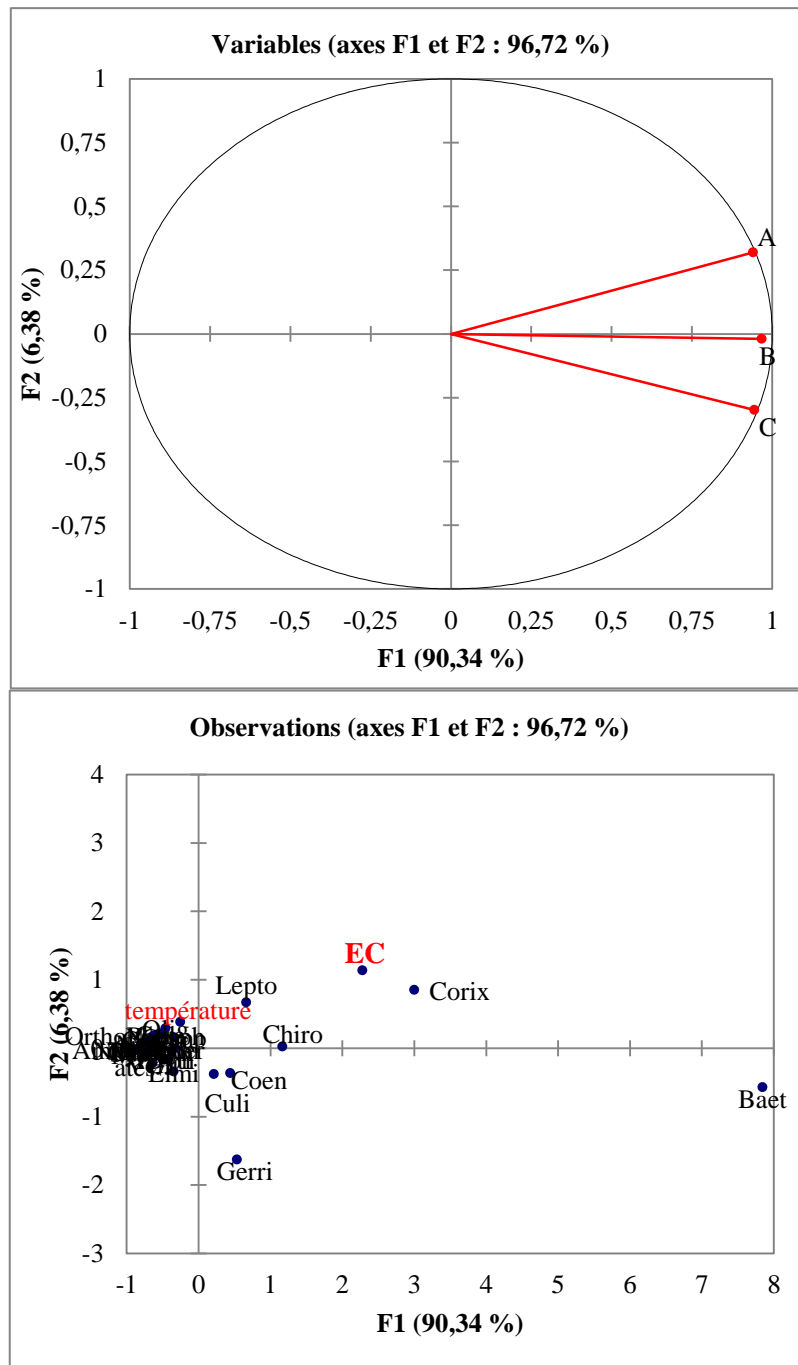 Variables (axes F1 et F2 : 96,72 %)
1
0,75
0,5
0,25
0
-0,25
-0,5
-0,75
-1
F2 (6,38 %)
A
B
C
-1 -0,75 -0,5 -0,25 0 0,25 0,5 0,75 1
F1 (90,34 %)
Observations (axes F1 et F2 : 96,72 %)
4
3
2
1
0
-1
-2
-3
F2 (6,38 %)
EC
Lepto
Corix
température
Chiro
Elmi
Coen
Culi
Baet
Gerri
-1 0 1 2 3 4 5 6 7 8
F1 (90,34 %)